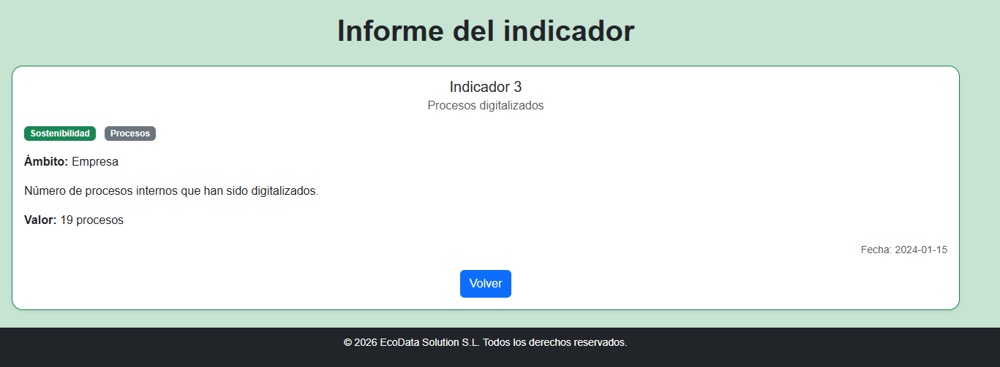 Informe del indicador
Indicador 3
Procesos digitalizados
Sostenibilidad Procesos
Ámbito: Empresa
Número de procesos internos que han sido digitalizados.
Valor: 19 procesos
Fecha: 2024-01-15
Volver
© 2026 EcoData Solution S.L. Todos los derechos reservados.